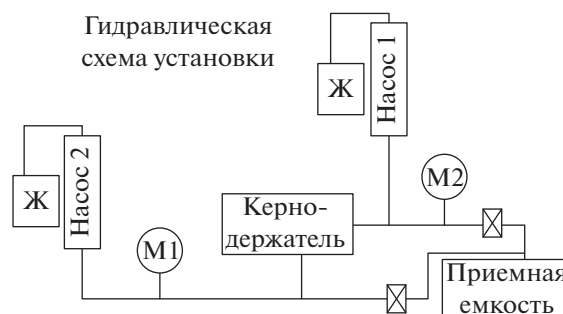 Гидравлическая
схема установки
Ж
Насос 1
Насос 2
Ж
М1
М2
Керно-
держатель
Приемная
емкость